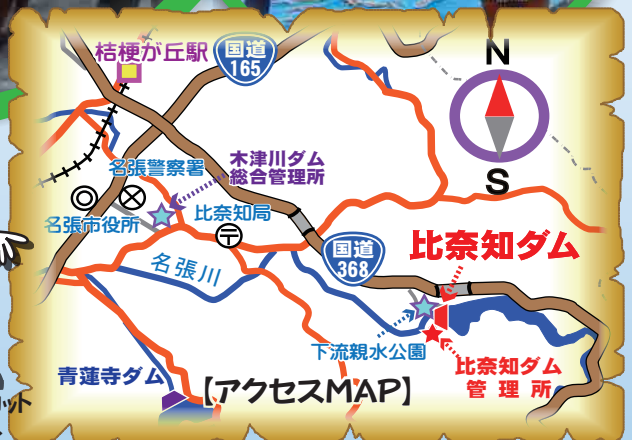 桔梗が丘駅
国道
165
N
S
名張警察署
木津川ダム
総合管理所
名張市役所
比奈知局
国道
368
比奈知ダム
名張川
下流親水公園
比奈知ダム
管理所
青蓮寺ダム
【アクセスMAP】
ット